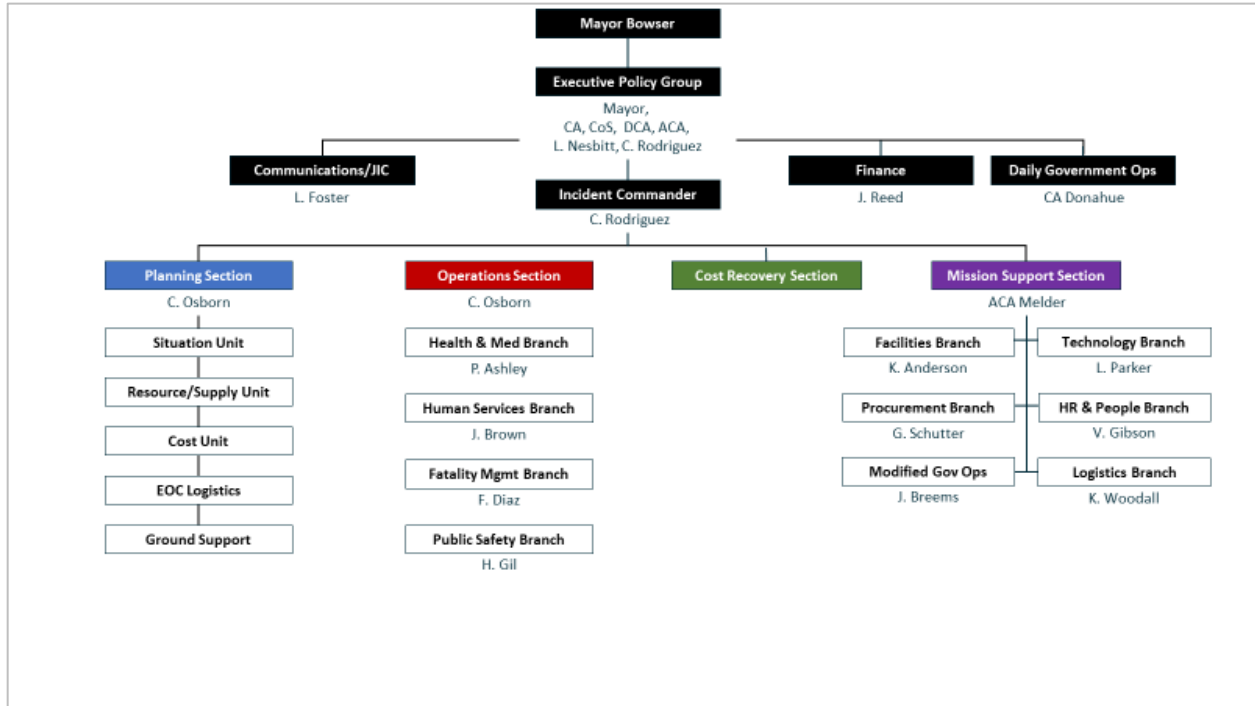 Mayor Bowser
Executive Policy Group
Mayor,
CA, CoS, DCA, ACA,
L. Nesbitt, C. Rodriguez
Communications/JIC
L. Foster
Finance
J. Reed
Daily Government Ops
CA Donahue
Incident Commander
C. Rodriguez
Planning Section
C. Osborn
Situation Unit
Resource/Supply Unit
Cost Unit
EOC Logistics
Ground Support
Operations Section
C. Osborn
Health & Med Branch
P. Ashley
Human Services Branch
J. Brown
Fatality Mgmt Branch
F. Diaz
Public Safety Branch
H. Gil
Cost Recovery Section
Mission Support Section
ACA Melder
Facilities Branch
K. Anderson
Technology Branch
L. Parker
Procurement Branch
G. Schutter
HR & People Branch
V. Gibson
Modified Gov Ops
J. Breems
Logistics Branch
K. Woodall